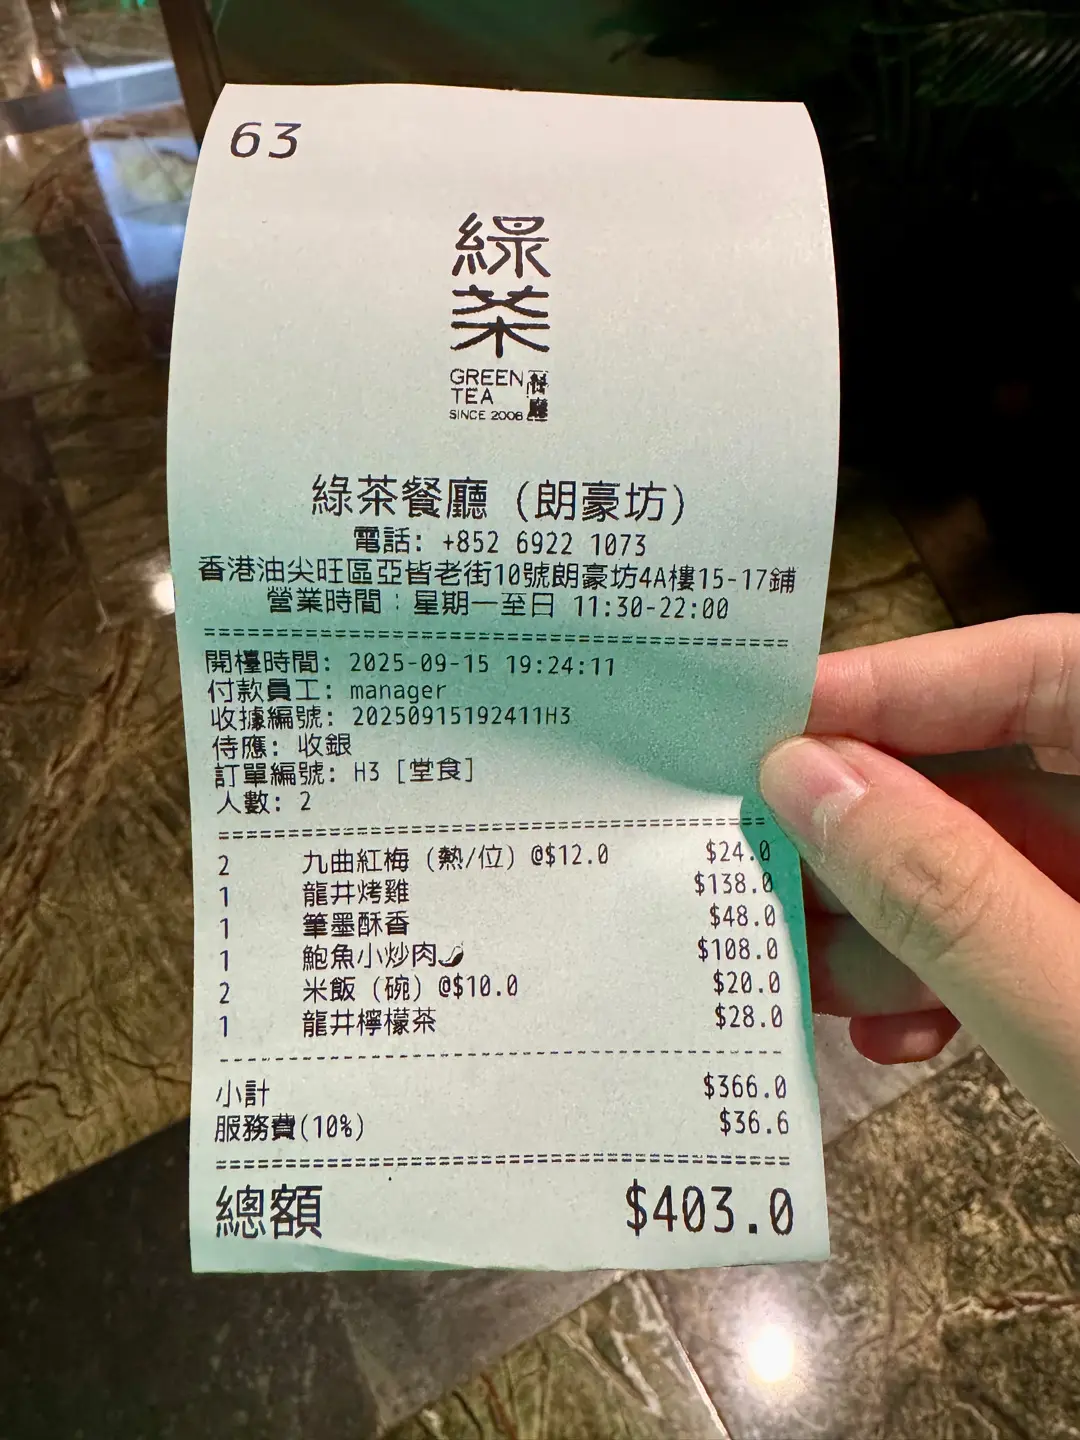 63
綠
茶
GREEN
TEA
餐廳
SINCE 2008
綠茶餐廳 (朗豪坊)
電話: +852 6922 1073
香港油尖旺區亞皆老街10號朗豪坊4A樓15-17鋪
營業時間：星期一至日 11:30-22:00
開檯時間: 2025-09-15 19:24:11
付款員工: manager
收據編號: 20250915192411H3
侍應: 收銀
訂單編號: H3 [堂食]
人數: 2
2 九曲紅梅 (熱/位) @$12.0 $24.0
1 龍井烤雞 $138.0
1 筆墨酥香 $48.0
1 鮑魚小炒肉🌶 $108.0
2 米飯 (碗) @$10.0 $20.0
1 龍井檸檬茶 $28.0
小計 $366.0
服務費(10%) $36.6
總額 $403.0